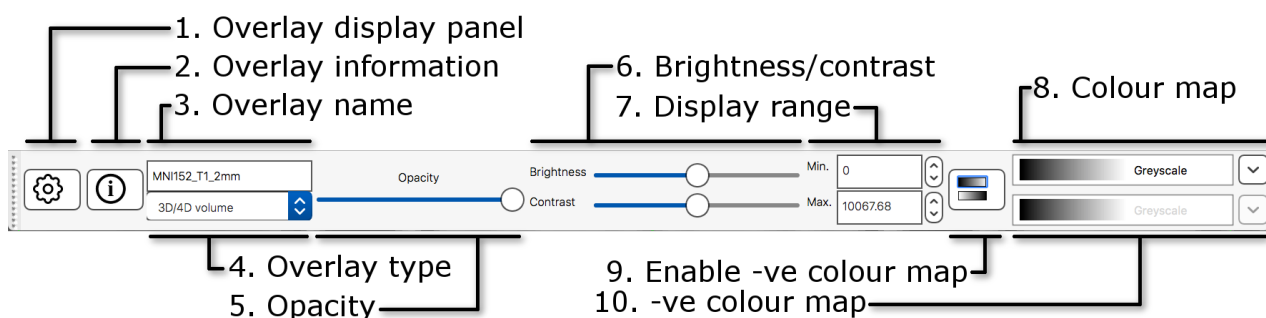 1. Overlay display panel
2. Overlay information
3. Overlay name
6. Brightness/contrast
7. Display range
8. Colour map
MNI152_T1_2mm
3D/4D volume
Opacity
Brightness
Contrast
Min. 0
Max. 10067.68
Greyscale
Greyscale
4. Overlay type
5. Opacity
9. Enable -ve colour map
10. -ve colour map